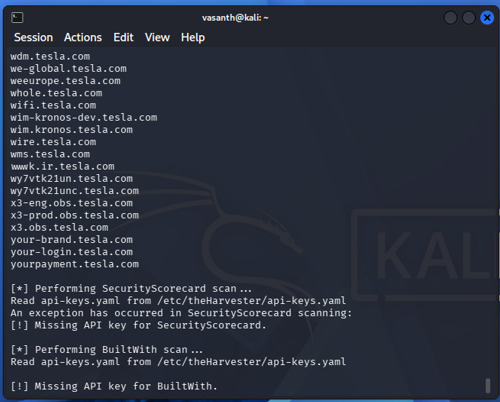 vasanth@kali: ~
Session Actions Edit View Help
wdm.tesla.com
we-global.tesla.com
weeurope.tesla.com
whole.tesla.com
wifi.tesla.com
wim-kronos-dev.tesla.com
wim.kronos.tesla.com
wire.tesla.com
wms.tesla.com
wwwk.ir.tesla.com
wy7vtk21un.tesla.com
wy7vtk21unc.tesla.com
x3-eng.obs.tesla.com
x3-prod.obs.tesla.com
x3.obs.tesla.com
your-brand.tesla.com
your-login.tesla.com
yourpayment.tesla.com
KALI
[*] Performing SecurityScorecard scan...
Read api-keys.yaml from /etc/theHarvester/api-keys.yaml
An exception has occurred in SecurityScorecard scanning:
[!] Missing API key for SecurityScorecard.
[*] Performing BuiltWith scan...
Read api-keys.yaml from /etc/theHarvester/api-keys.yaml
[!] Missing API key for BuiltWith.